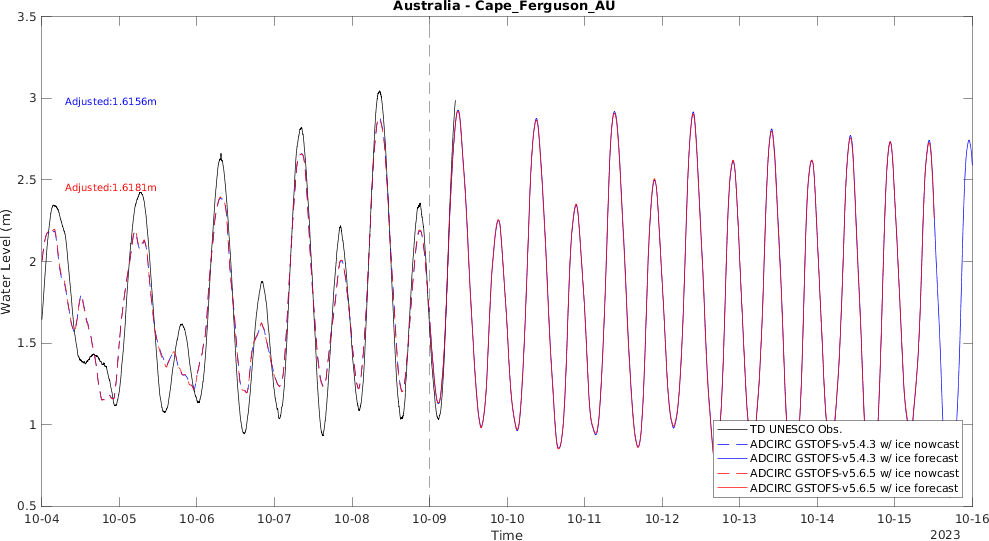 Australia - Cape_Ferguson_AU
3.5
3
2.5
2
1.5
1
0.5
Water Level (m)
Adjusted:1.6156m
Adjusted:1.6181m
TD UNESCO Obs.
ADCIRC GSTOFS-v5.4.3 w/ ice nowcast
ADCIRC GSTOFS-v5.4.3 w/ ice forecast
ADCIRC GSTOFS-v5.6.5 w/ ice nowcast
ADCIRC GSTOFS-v5.6.5 w/ ice forecast
10-04 10-05 10-06 10-07 10-08 10-09 10-10 10-11 10-12 10-13 10-14 10-15 10-16
Time
2023